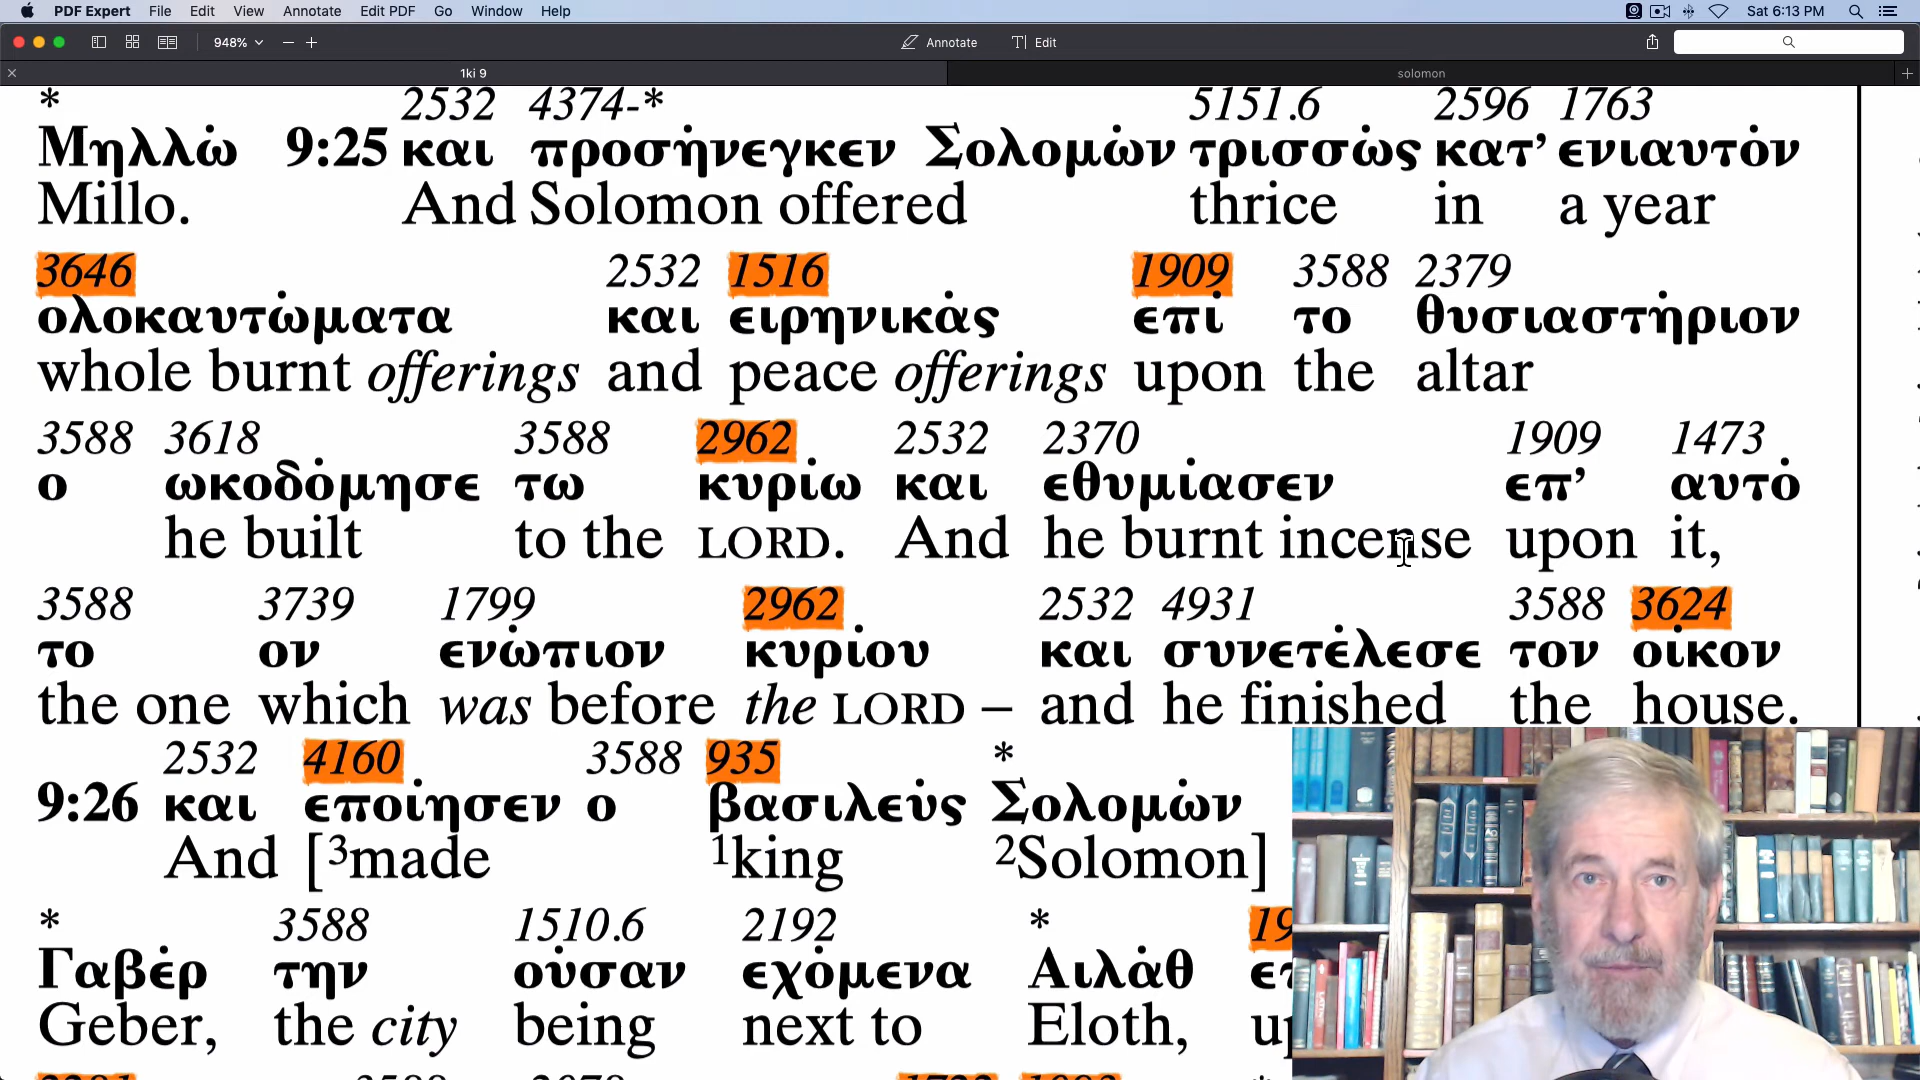 PDF Expert File Edit View Annotate Edit PDF Go Window Help Sat 6:13 PM
948% Annotate Edit
1ki 9 solomon
* 2532 4374-* 5151.6 2596 1763
Μηλλώ 9:25 και προσήνεγκεν Σολομών τρισσώς κατ’ ενιαυτόν
Millo. And Solomon offered thrice in a year
3646 2532 1516 1909 3588 2379
ολοκαυτώματα και ειρηνικάς επί το θυσιαστήριον
whole burnt offerings and peace offerings upon the altar
3588 3618 3588 2962 2532 2370 1909 1473
ο ωκοδόμησε τω κυρίω και εθυμίασεν επ’ αυτό
he built to the LORD. And he burnt incense upon it,
3588 3739 1799 2962 2532 4931 3588 3624
το ον ενώπιον κυρίου και συνετέλεσε τον οίκον
the one which was before the LORD – and he finished the house.
2532 4160 3588 935 *
9:26 και εποίησεν ο βασιλεύς Σολομών
And [3made 1king 2Solomon]
* 3588 1510.6 2192 *
Γαβέρ την ούσαν εχόμενα Αιλάθ
Geber, the city being next to Eloth,